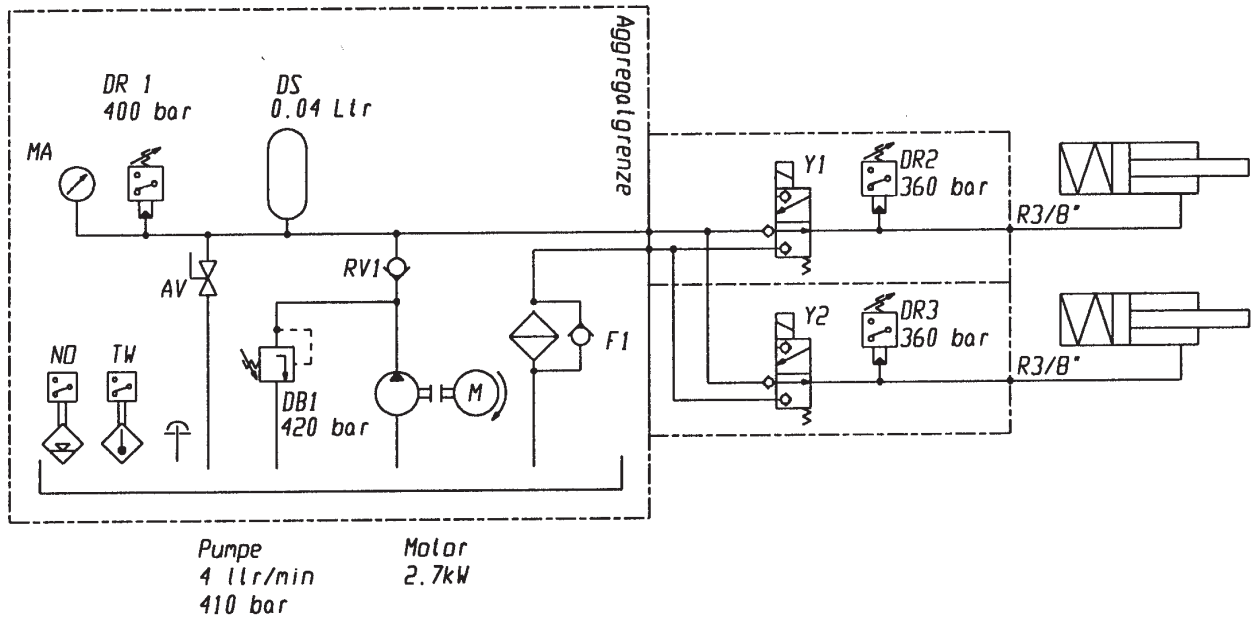 Aggregatgrenze
DR 1
400 bar
DS
0.04 Ltr
MA
Y1
DR2
360 bar
R3/8"
RV1
AV
Y2
DR3
360 bar
F1
R3/8"
NO
TW
M
DB1
420 bar
Pumpe
4 ltr/min
410 bar
Motor
2.7kW